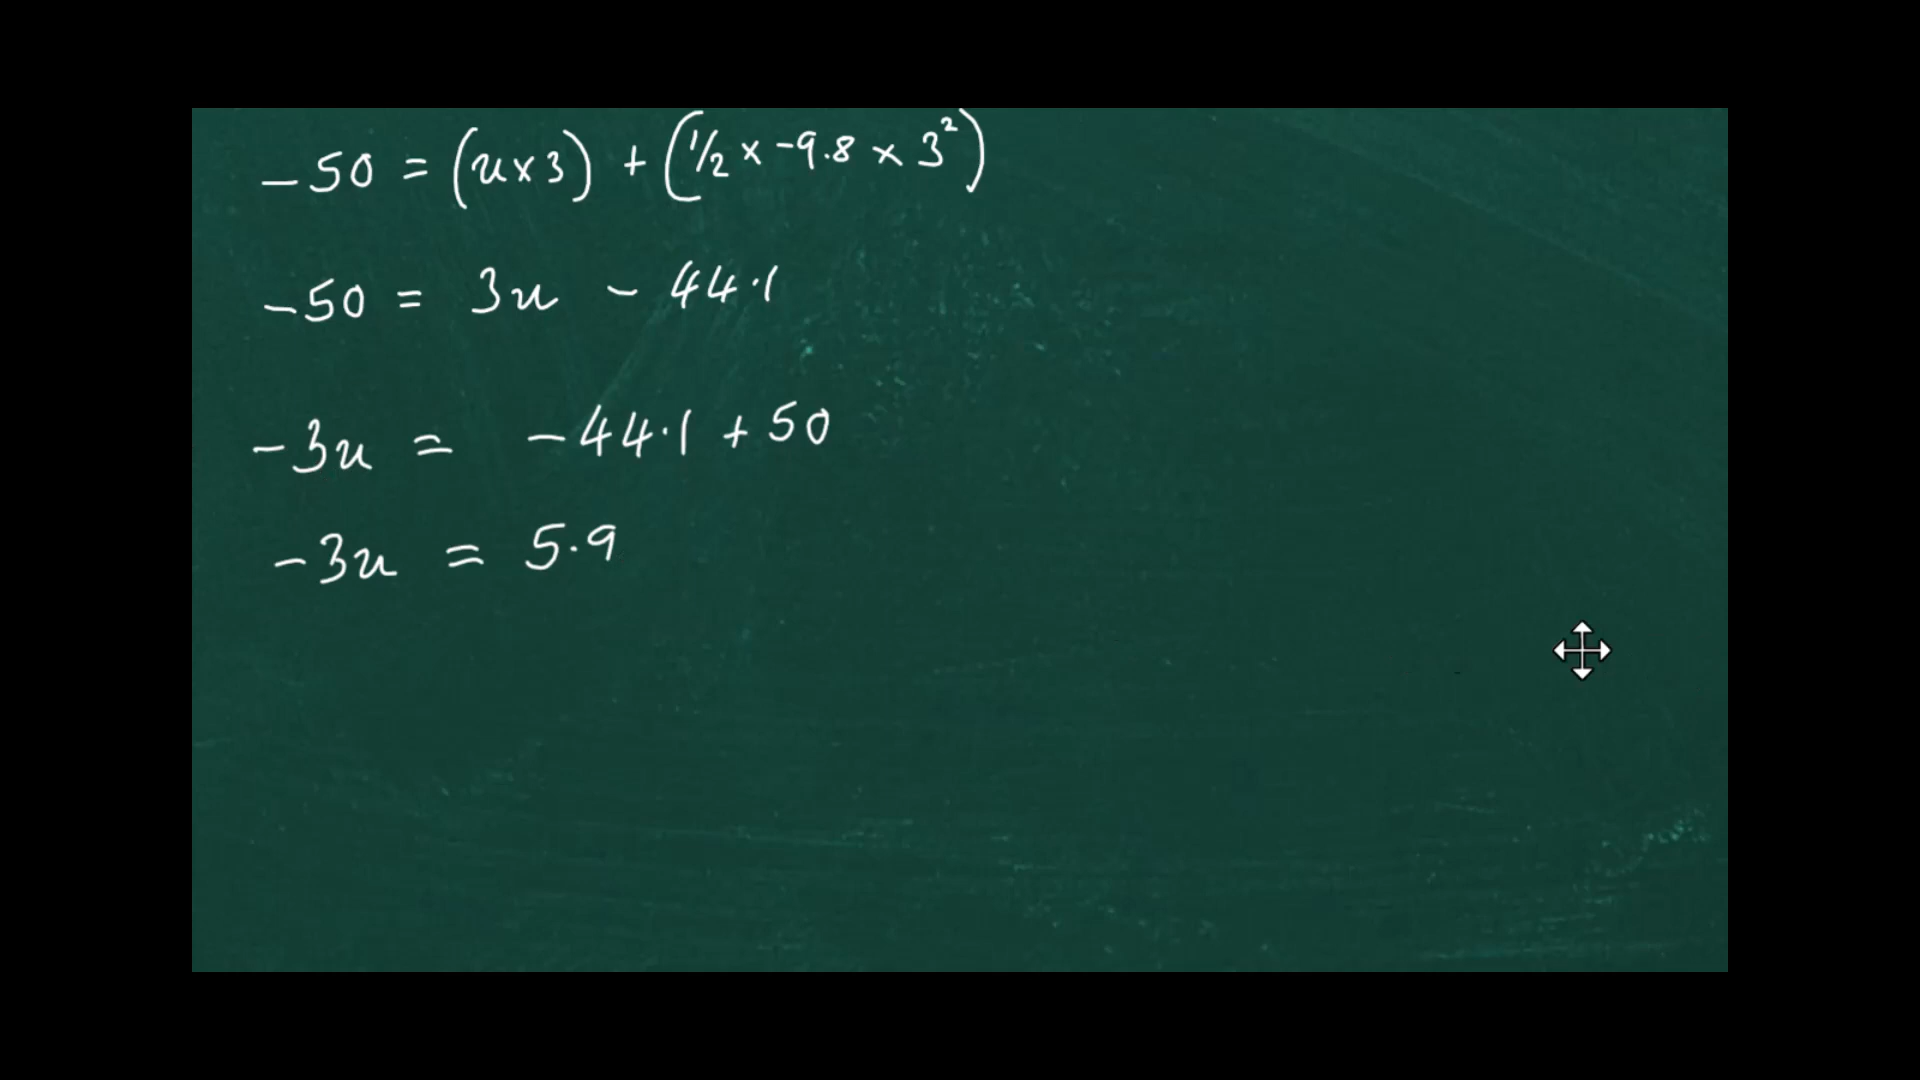 -50 = (u×3) + (1/2 × -9.8 × 3²)
-50 = 3u - 44.1
-3u = -44.1 + 50
-3u = 5.9